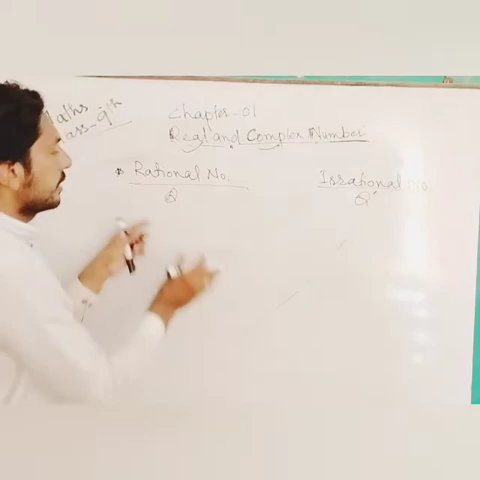 Maths
Class-9th
Chapter-01
Real and Complex Number
Rational No.
Irrational No.
Q
Q'